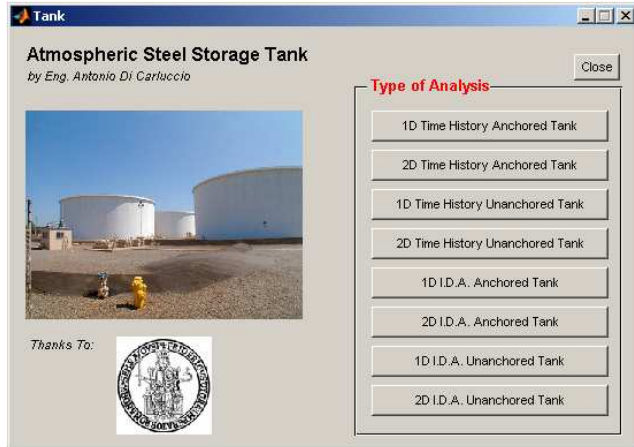 Tank
Atmospheric Steel Storage Tank
by Eng. Antonio Di Carluccio
Close
Type of Analysis
1D Time History Anchored Tank
2D Time History Anchored Tank
1D Time History Unanchored Tank
2D Time History Unanchored Tank
1D I.D.A. Anchored Tank
2D I.D.A. Anchored Tank
1D I.D.A. Unanchored Tank
2D I.D.A. Unanchored Tank
Thanks To: